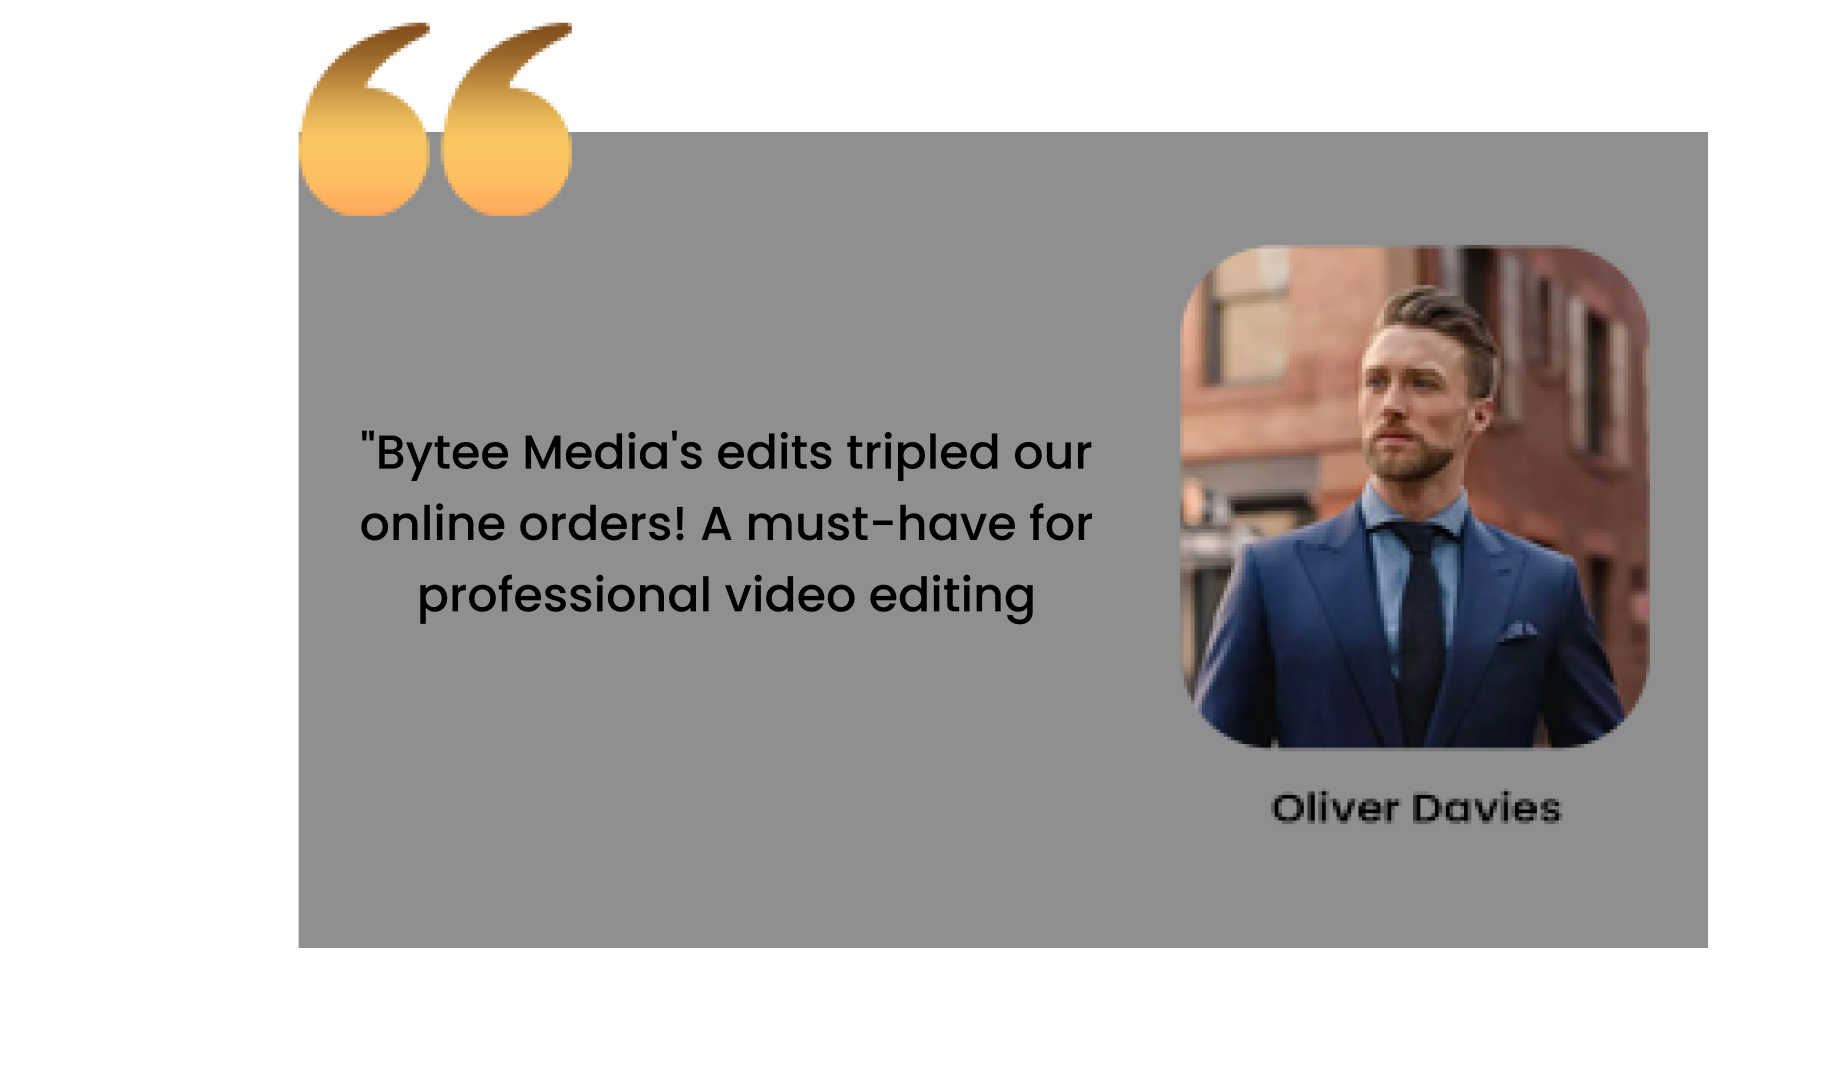 "Bytee Media's edits tripled our
online orders! A must-have for
professional video editing
Oliver Davies